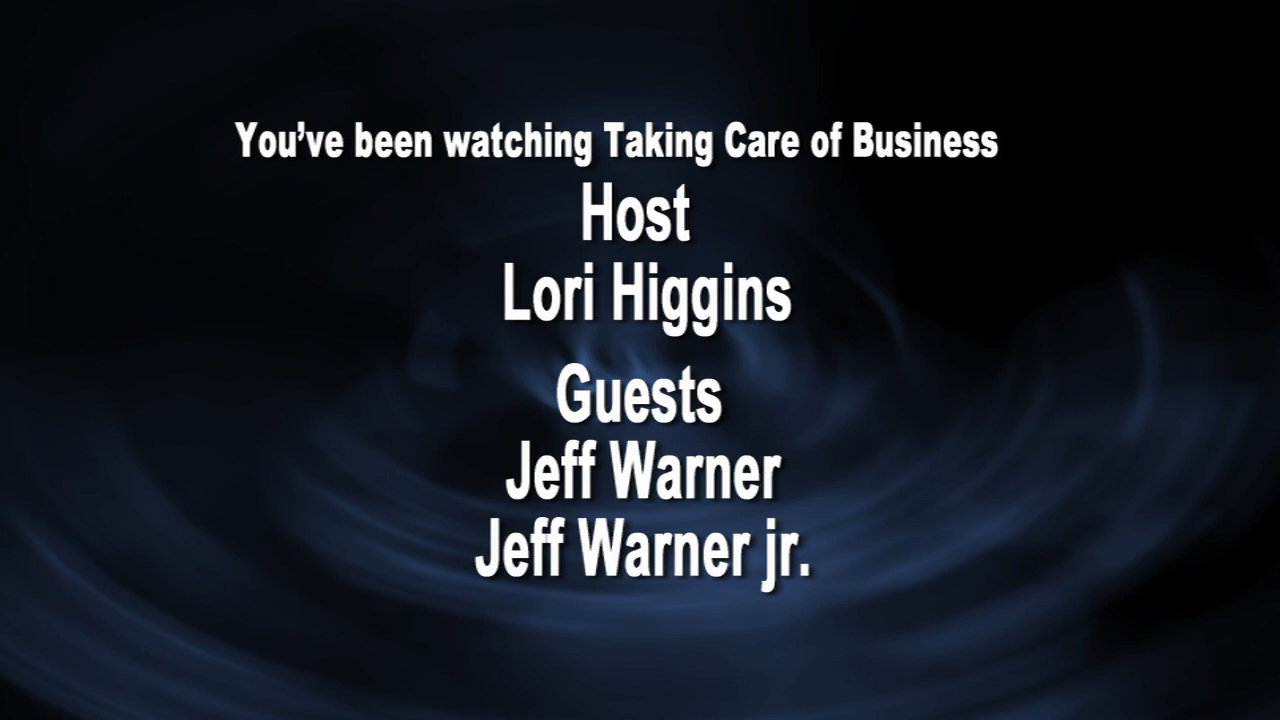 You’ve been watching Taking Care of Business
Host
Lori Higgins
Guests
Jeff Warner
Jeff Warner jr.